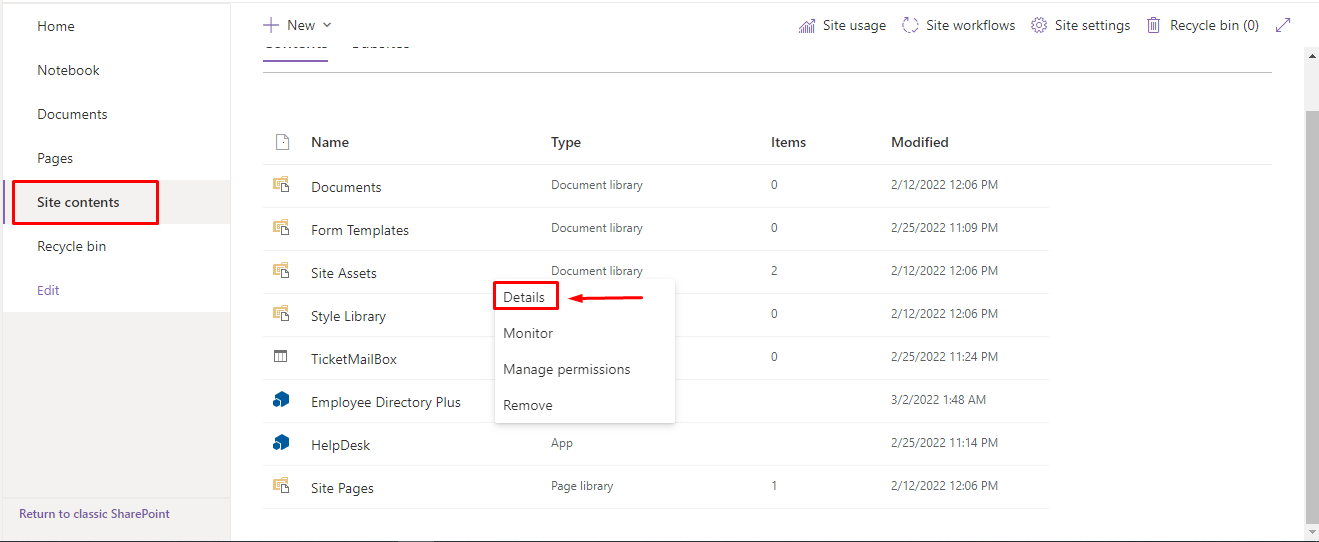 Home
Notebook
Documents
Pages
Site contents
Recycle bin
Edit
Return to classic SharePoint
New
Site usage
Site workflows
Site settings
Recycle bin (0)
Contents Subsites
Name Type Items Modified
Documents Document library 0 2/12/2022 12:06 PM
Form Templates Document library 0 2/25/2022 11:09 PM
Site Assets Document library 2 2/12/2022 12:06 PM
Style Library 0 2/12/2022 12:06 PM
TicketMailBox 0 2/25/2022 11:24 PM
Employee Directory Plus 3/2/2022 1:48 AM
HelpDesk App 2/25/2022 11:14 PM
Site Pages Page library 1 2/12/2022 12:06 PM
Details
Monitor
Manage permissions
Remove